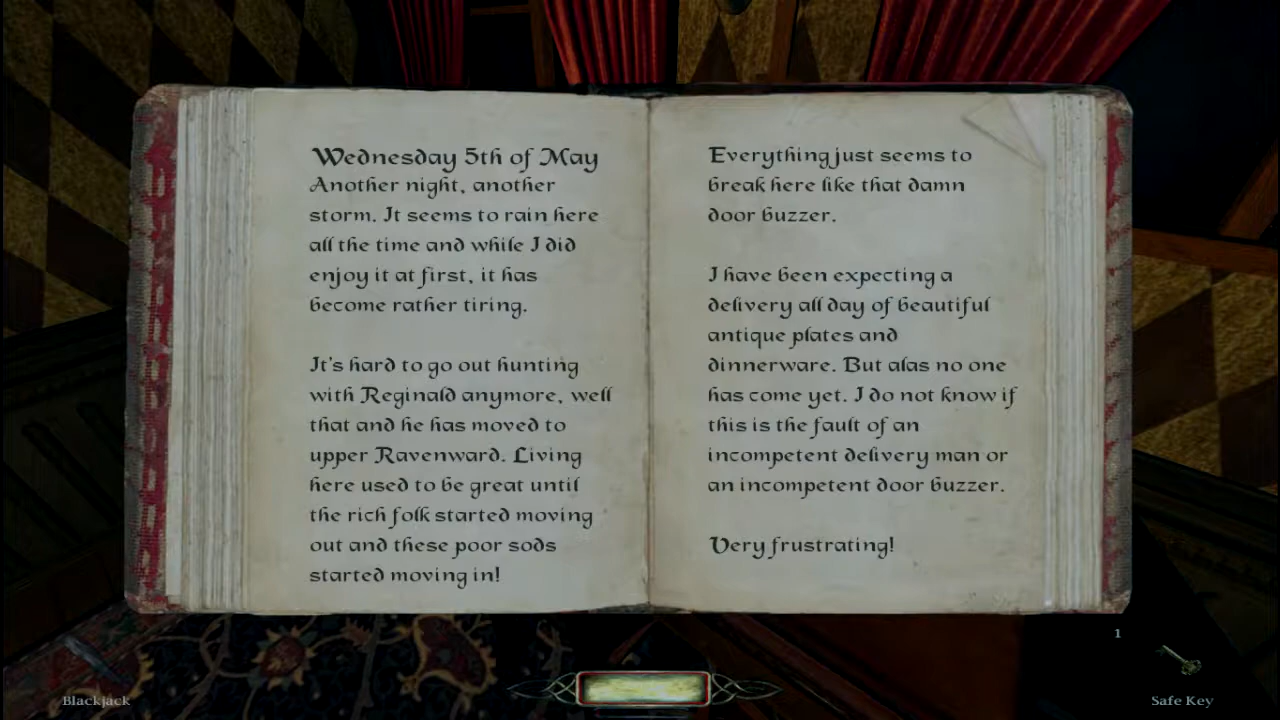 Wednesday 5th of May
Another night, another
storm. It seems to rain here
all the time and while I did
enjoy it at first, it has
become rather tiring.
It's hard to go out hunting
with Reginald anymore, well
that and he has moved to
upper Ravenward. Living
here used to be great until
the rich folk started moving
out and these poor sods
started moving in!
Everything just seems to
break here like that damn
door buzzer.
I have been expecting a
delivery all day of beautiful
antique plates and
dinnerware. But alas no one
has come yet. I do not know if
this is the fault of an
incompetent delivery man or
an incompetent door buzzer.
Very frustrating!
1
Blackjack
Safe Key